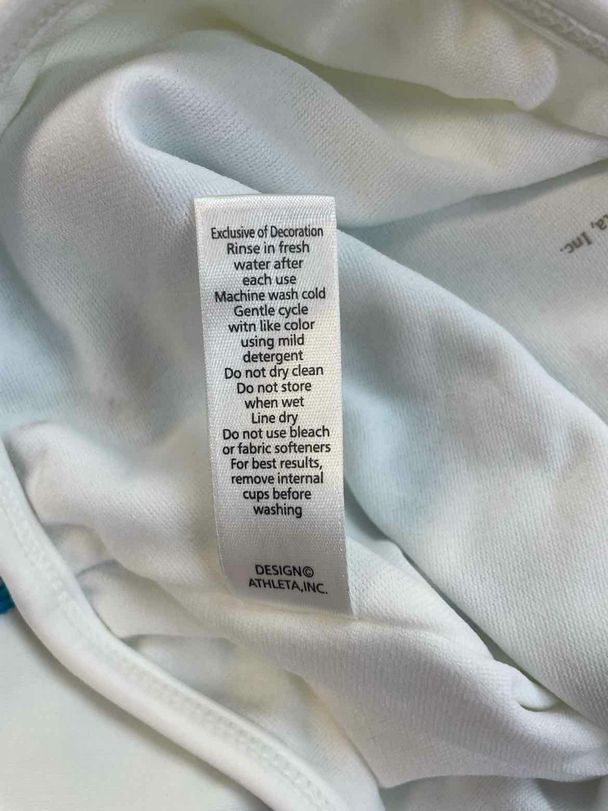 Exclusive of Decoration
Rinse in fresh
water after
each use
Machine wash cold
Gentle cycle
witn like color
using mild
detergent
Do not dry clean
Do not store
when wet
Line dry
Do not use bleach
or fabric softeners
For best results,
remove internal
cups before
washing
DESIGN©
ATHLETA,INC.
ta, Inc.